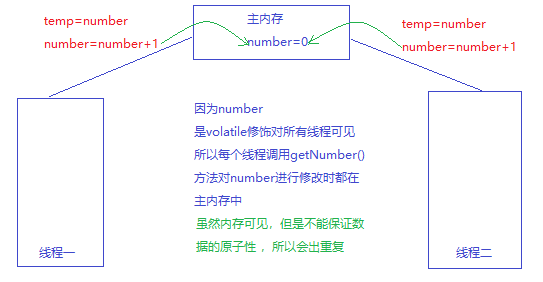 temp=number
number=number+1
主内存
number=0
temp=number
number=number+1
因为number
是volatile修饰对所有线程可见
所以每个线程调用getNumber()
方法对number进行修改时都在
主内存中
虽然内存可见，但是不能保证数
据的原子性 ，所以会出重复
线程一
线程二